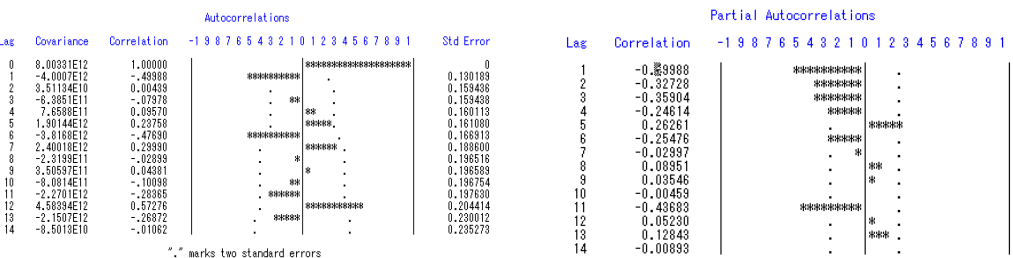 Autocorrelations
Lag Covariance Correlation -1 9 8 7 6 5 4 3 2 1 0 1 2 3 4 5 6 7 8 9 1 Std Error
0 8.00331E12 1.00000 | |********************| 0
1 -4.0007E12 -.49988 | **********| . | 0.130189
2 3.51134E10 0.00439 | . | . | 0.159436
3 -6.3851E11 -.07978 | . **| . | 0.159438
4 7.6588E11 0.09570 | . |** . | 0.160113
5 1.90144E12 0.23758 | . |*****. | 0.161080
6 -3.8168E12 -.47690 | **********| . | 0.166913
7 2.40018E12 0.29990 | . |****** . | 0.188600
8 -2.3199E11 -.02899 | . *| . | 0.196516
9 3.50597E11 0.04381 | . |* . | 0.196589
10 -8.0814E11 -.10098 | . **| . | 0.196754
11 -2.2701E12 -.28365 | . ******| . | 0.197630
12 4.58394E12 0.57276 | . |*********** | 0.204414
13 -2.1507E12 -.26872 | . *****| . | 0.230012
14 -8.5013E10 -.01062 | . | . | 0.235273
"." marks two standard errors
Partial Autocorrelations
Lag Correlation -1 9 8 7 6 5 4 3 2 1 0 1 2 3 4 5 6 7 8 9 1
1 | **********| . |
2 -0.32728 | *******| . |
3 -0.35904 | *******| . |
4 -0.24614 | *****| . |
5 0.26261 | . |***** |
6 -0.25476 | *****| . |
7 -0.02997 | . *| . |
8 0.08951 | . |** . |
9 0.03546 | . |* . |
10 -0.00459 | . | . |
11 -0.43683 | *********| . |
12 0.05230 | . |* . |
13 0.12843 | . |*** . |
14 -0.00893 | . | . |